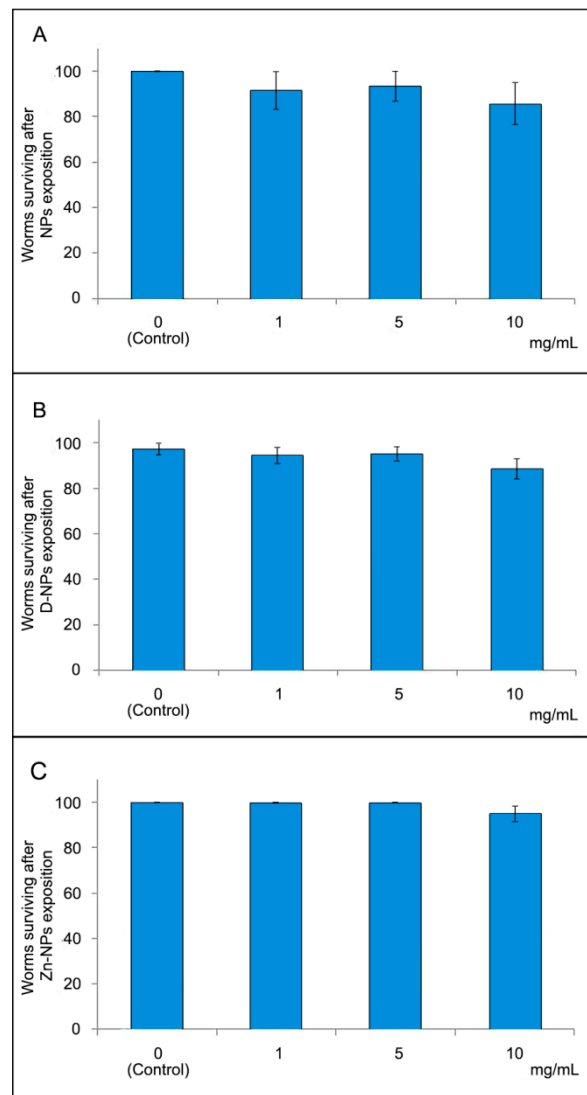 A
Worms surviving after
NPs exposition
100
80
60
40
20
0
0 1 5 10
(Control) mg/mL
B
Worms surviving after
D-NPs exposition
100
80
60
40
20
0
0 1 5 10
(Control) mg/mL
C
Worms surviving after
Zn-NPs exposition
100
80
60
40
20
0
0 1 5 10
(Control) mg/mL